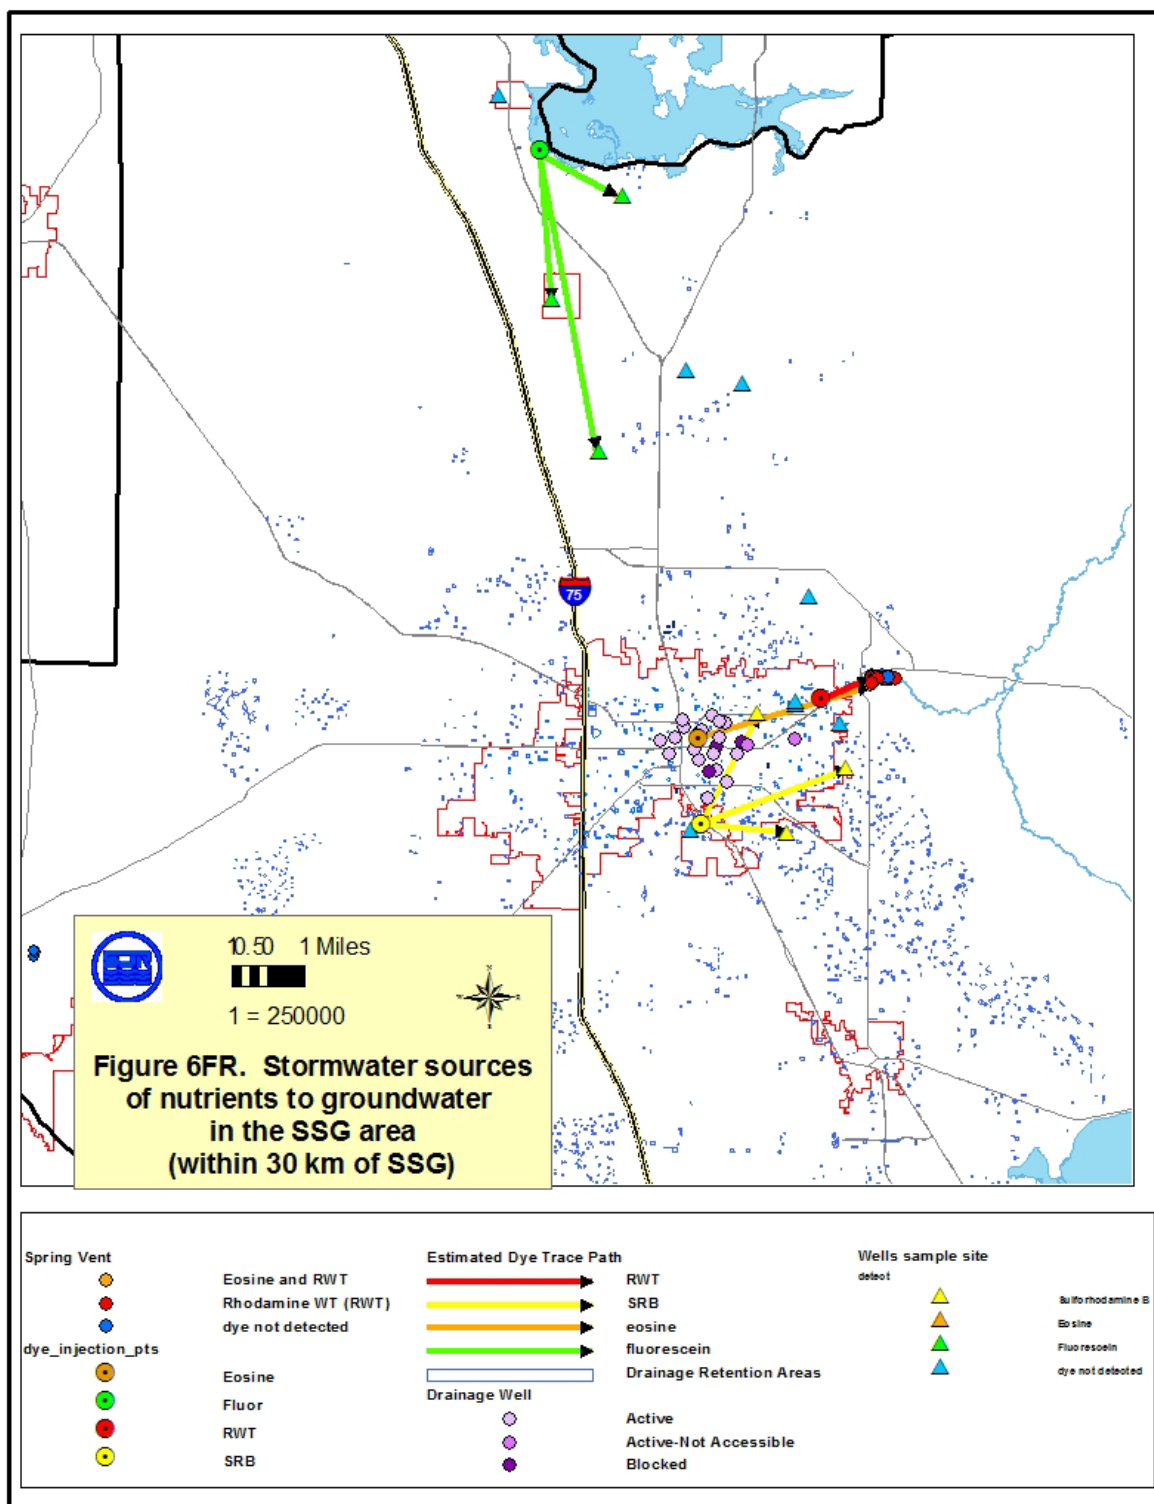 75
10.50 1 Miles
1 = 250000
Figure 6FR. Stormwater sources
of nutrients to groundwater
in the SSG area
(within 30 km of SSG)
Spring Vent
Eosine and RWT
Rhodamine WT (RWT)
dye not detected
dye_injection_pts
Eosine
Fluor
RWT
SRB
Estimated Dye Trace Path
RWT
SRB
eosine
fluorescein
Drainage Retention Areas
Drainage Well
Active
Active-Not Accessible
Blocked
Wells sample site
detect
Sulforhodamine B
Eosine
Fluorescein
dye not detected